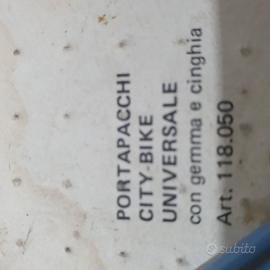 PORTAPACCHI
CITY-BIKE
UNIVERSALE
con gemma e cinghia
Art. 118.050
subito